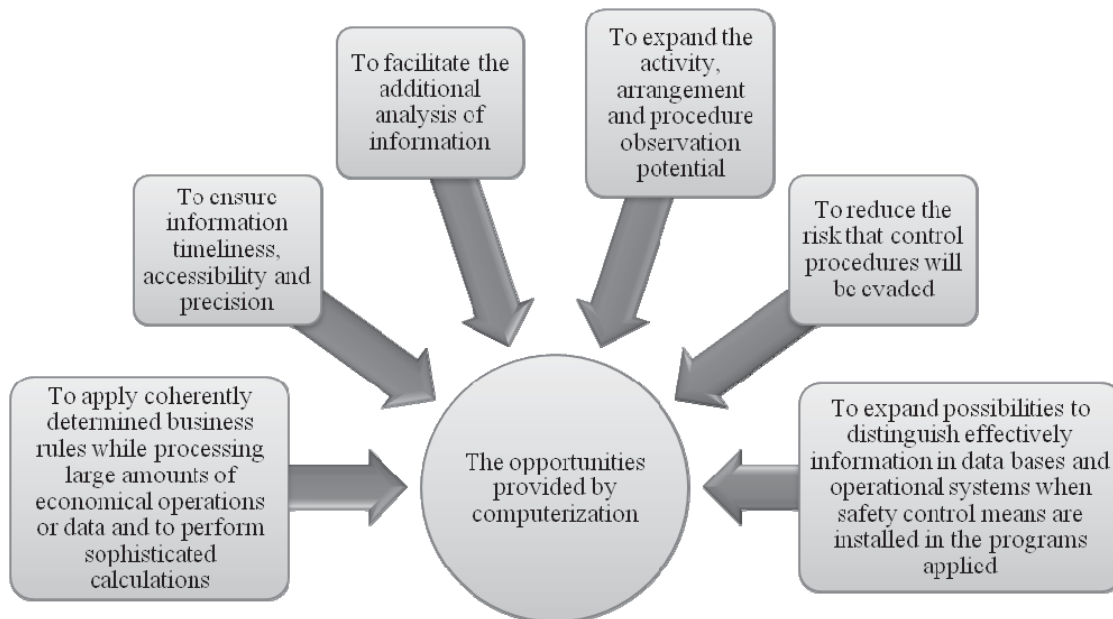 To facilitate the
additional
analysis of
information
To expand the
activity,
arrangement
and procedure
observation
potential
To ensure
information
timeliness,
accessibility and
precision
To reduce the
risk that control
procedures will
be evaded
To apply coherently
determined business
rules while processing
large amounts of
economical operations
or data and to perform
sophisticated
calculations
The opportunities
provided by
computerization
To expand possibilities to
distinguish effectively
information in data bases and
operational systems when
safety control means are
installed in the programs
applied